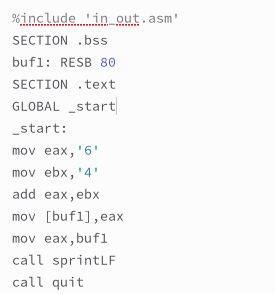 %include 'in_out.asm'
SECTION .bss
buf1: RESB 80
SECTION .text
GLOBAL _start
_start:
mov eax,'6'
mov ebx,'4'
add eax,ebx
mov [buf1],eax
mov eax,buf1
call sprintLF
call quit